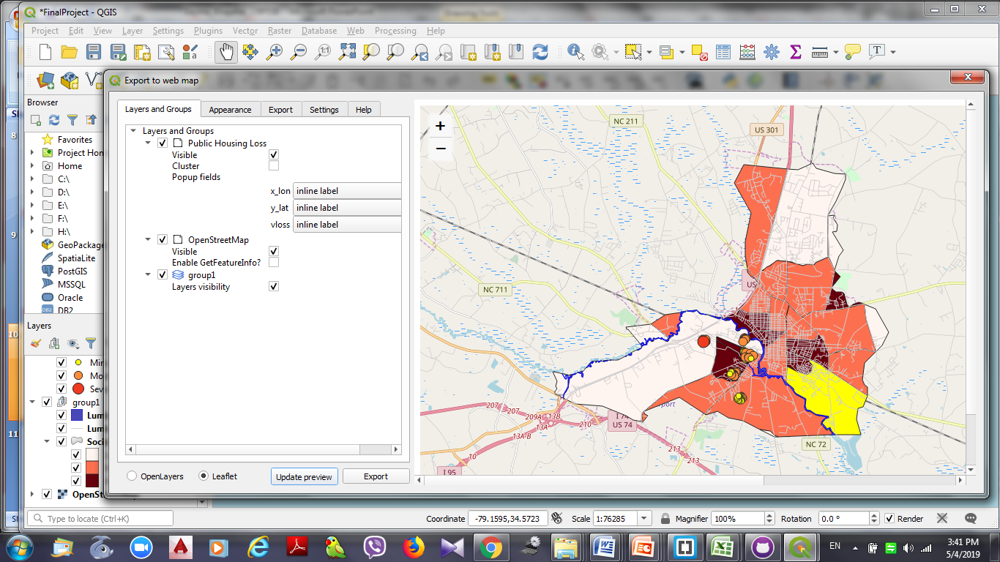 *FinalProject - QGIS
Project Edit View Layer Settings Plugins Vector Raster Database Web Processing Help
Export to web map
Browser
Favorites
Project Hon
Home
C:\
D:\
E:\
F:\
H:\
GeoPackage
SpatiaLite
PostGIS
MSSQL
Oracle
DB2
Layers
Min
Mo
Sev
group1
Lum
Lum
Soci
OpenSt
8
9
10
11
Layers and Groups Appearance Export Settings Help
Layers and Groups
Public Housing Loss
Visible
Cluster
Popup fields
x_lon inline label
y_lat inline label
vloss inline label
OpenStreetMap
Visible
Enable GetFeatureInfo?
group1
Layers visibility
OpenLayers Leaflet Update preview Export
+
−
NC 211
US 301
US
NC 711
207
207
209A
13B
13A
13A-B
210
I 74
US 74
port
213
213
NC 72
10
I 95
Type to locate (Ctrl+K) Coordinate -79.1595,34.5723 Scale 1:76285 Magnifier 100% Rotation 0.0 ° Render
EN 3:41 PM
5/4/2019